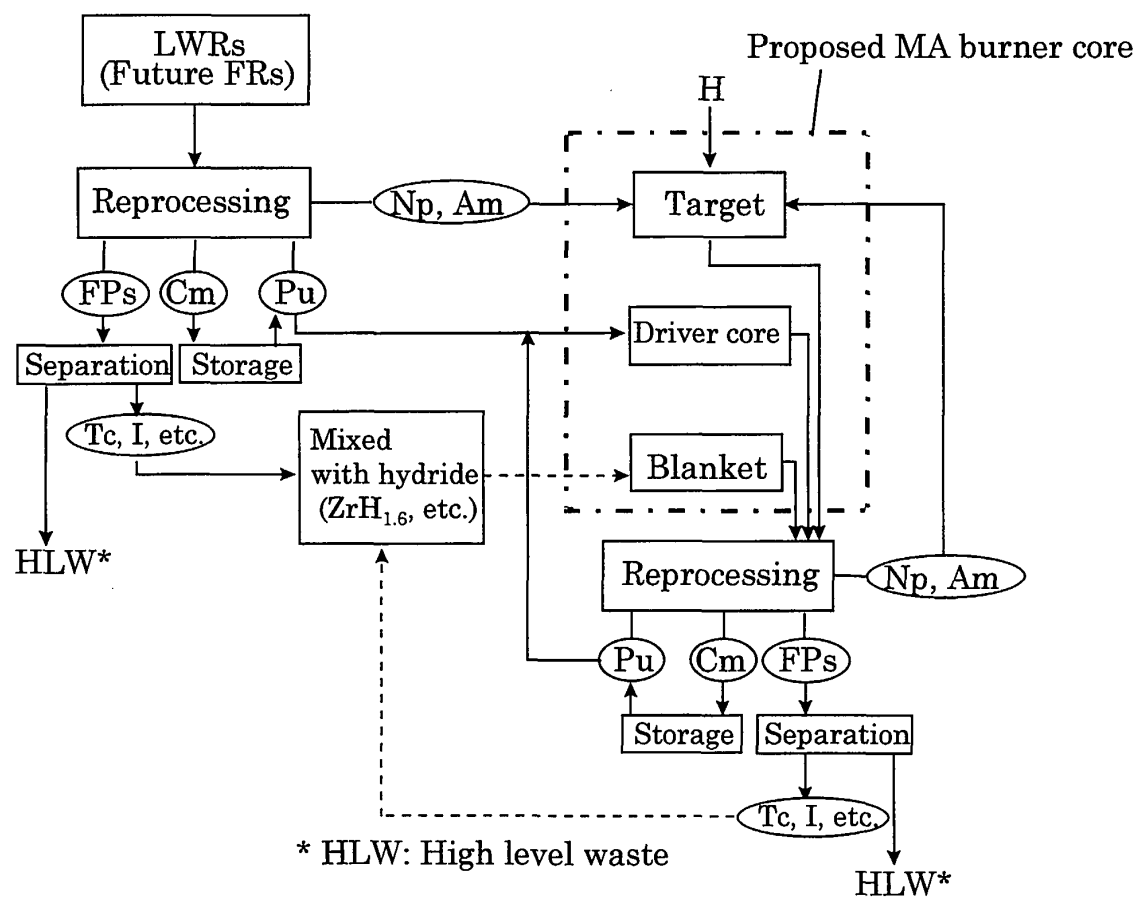 LWRs
(Future FRs)
Proposed MA burner core
H
Reprocessing
Np, Am
Target
FPs
Cm
Pu
Driver core
Separation
Storage
Tc, I, etc.
Mixed
with hydride
(ZrH1.6, etc.)
Blanket
HLW*
Reprocessing
Np, Am
Pu
Cm
FPs
Storage
Separation
Tc, I, etc.
* HLW: High level waste
HLW*